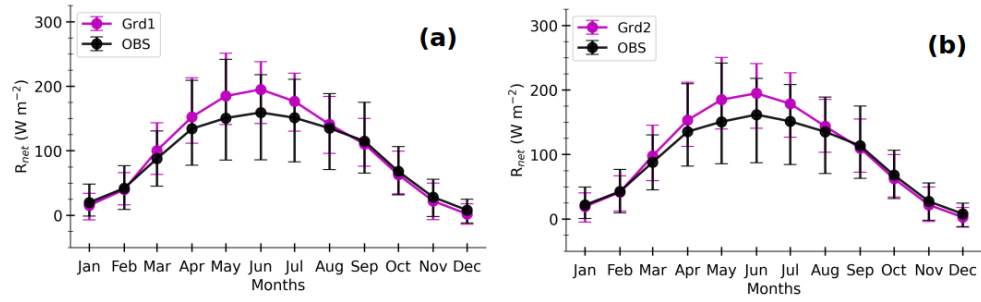 300
200
100
0
R_net (W m⁻²)
Grd1
OBS
(a)
Jan Feb Mar Apr May Jun Jul Aug Sep Oct Nov Dec
Months
300
200
100
0
R_net (W m⁻²)
Grd2
OBS
(b)
Jan Feb Mar Apr May Jun Jul Aug Sep Oct Nov Dec
Months